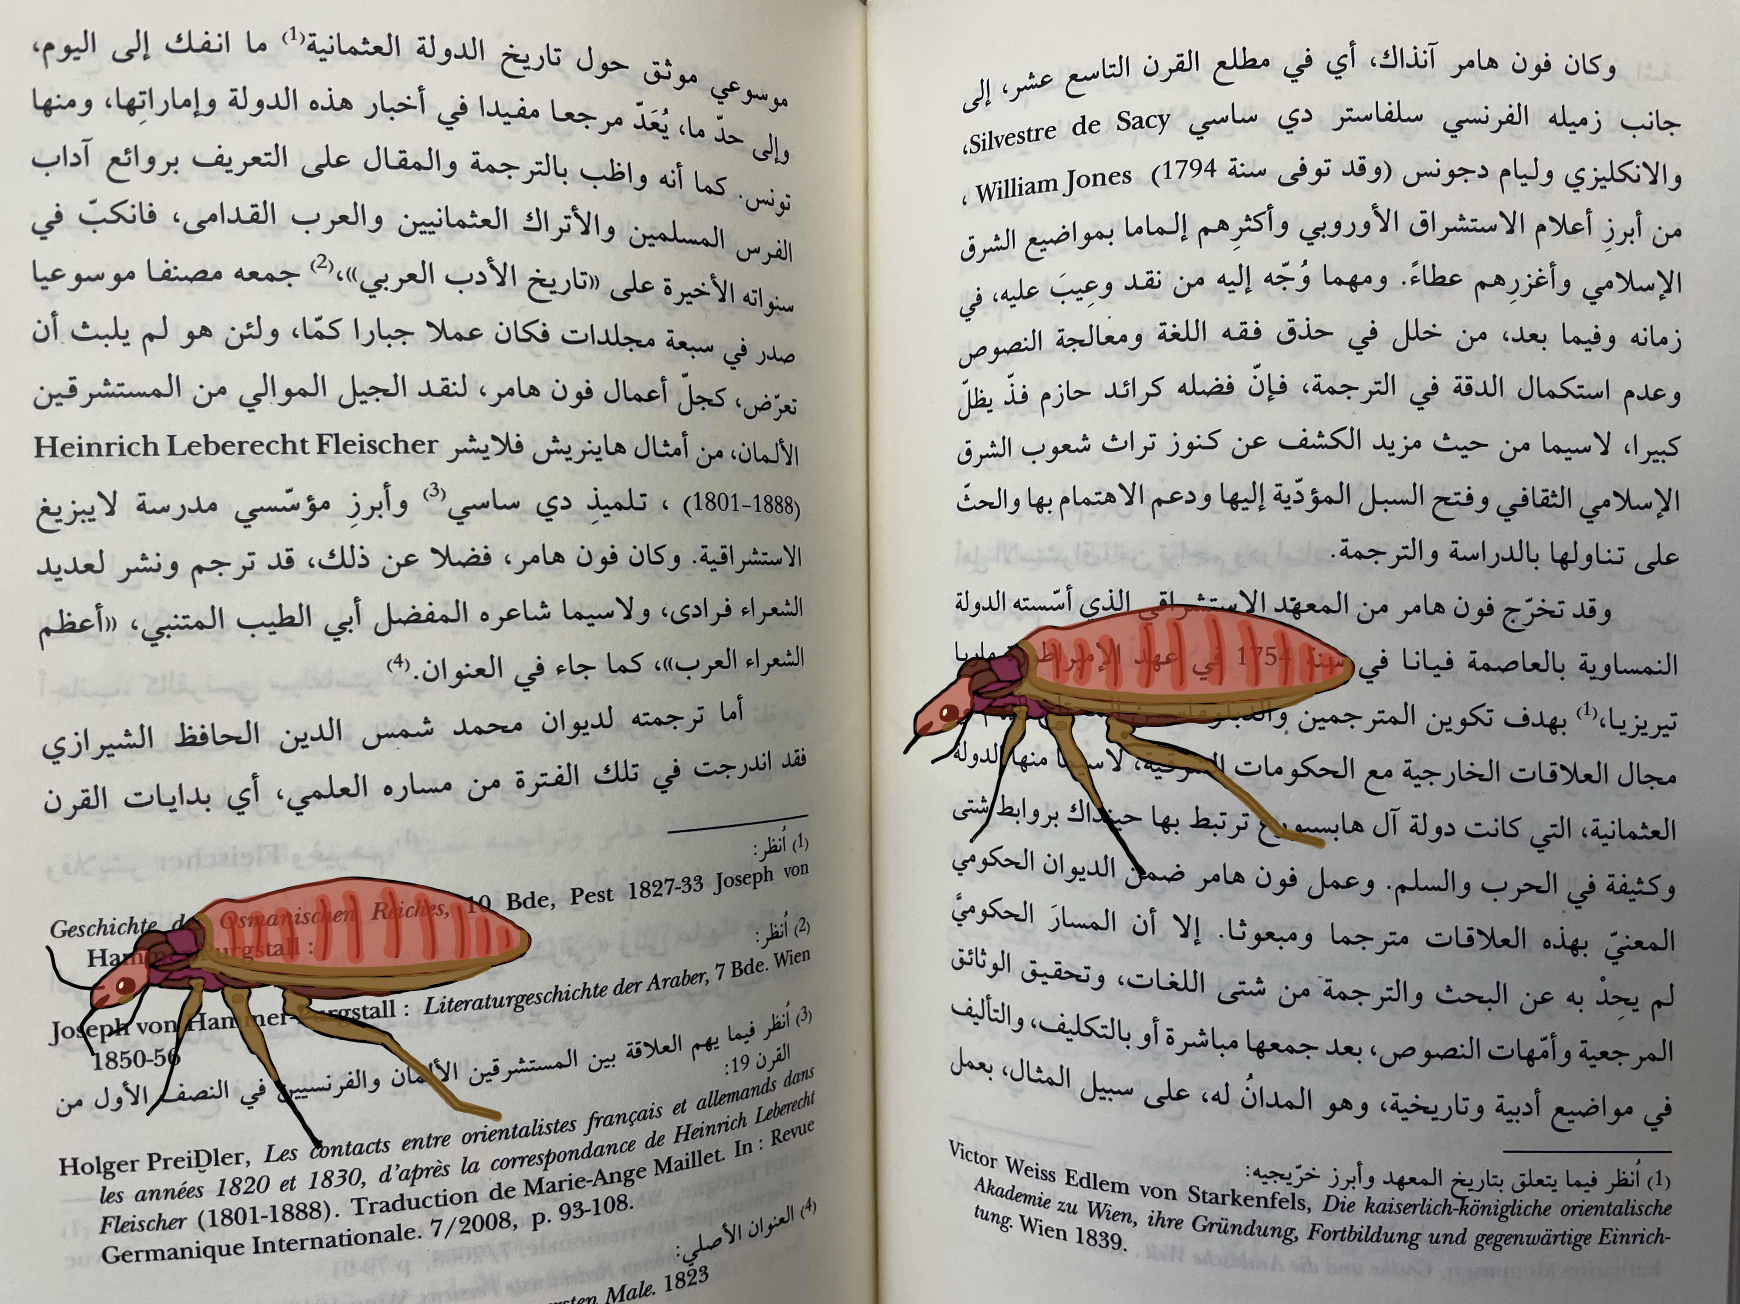 وكان فون هامر آنذاك، أي في مطلع القرن التاسع عشر، إلى
جانب زميله الفرنسي سلفاستر دي ساسي Silvestre de Sacy،
والانكليزي وليام دجونس William Jones (وقد توفى سنة 1794) ،
من أبرزِ أعلام الاستشراق الأوروبي وأكثرِهم إلماما بمواضيع الشرق
الإسلامي وأغزرِهم عطاءً. ومهما وُجّه إليه من نقد وعِيبَ عليه، في
زمانه وفيما بعد، من خلل في حذق فقه اللغة ومعالجة النصوص
وعدم استكمال الدقة في الترجمة، فإنّ فضله كرائد حازم فذّ يظلّ
كبيرا، لاسيما من حيث مزيد الكشف عن كنوز تراث شعوب الشرق
الإسلامي الثقافي وفتح السبل المؤدّية إليها ودعم الاهتمام بها والحثّ
على تناولها بالدراسة والترجمة.
وقد تخرّج فون هامر من المعهد الاستشراقي الذي أسّسته الدولة
النمساوية بالعاصمة فيانا في سنة 1754 في عهد
تيريزيا،(1) بهدف تكوين المترجمين
مجال العلاقات الخارجية مع الحكومات الشرقية، لاسيما منها الدولة
العثمانية، التي كانت دولة آل هابسبورغ ترتبط بها حينذاك بروابط شتى
وكثيفة في الحرب والسلم. وعمل فون هامر ضمن الديوان الحكومي
المعنيّ بهذه العلاقات مترجما ومبعوثا. إلا أن المسارَ الحكوميَّ
لم يحِدْ به عن البحث والترجمة من شتى اللغات، وتحقيق الوثائق
المرجعية وأمّهات النصوص، بعد جمعها مباشرة أو بالتكليف، والتأليف
في مواضيع أدبية وتاريخية، وهو المدانُ له، على سبيل المثال، بعمل
(1) اُنظر فيما يتعلق بتاريخ المعهد وأبرز خرّيجيه:
Victor Weiss Edlem von Starkenfels, Die kaiserlich-königliche orientalische
Akademie zu Wien, ihre Gründung, Fortbildung und gegenwärtige Einrich-
tung. Wien 1839.
موسوعي موثق حول تاريخ الدولة العثمانية(1) ما انفك إلى اليوم،
وإلى حدّ ما، يُعَدّ مرجعا مفيدا في أخبار هذه الدولة وإماراتِها، ومنها
تونس. كما أنه واظب بالترجمة والمقال على التعريف بروائع آداب
الفرس المسلمين والأتراك العثمانيين والعرب القدامى، فانكبّ في
سنواته الأخيرة على «تاريخ الأدب العربي»،(2) جمعه مصنفا موسوعيا
صدر في سبعة مجلدات فكان عملا جبارا كمّا، ولئن هو لم يلبث أن
تعرّض، كجلّ أعمال فون هامر، لنقد الجيل الموالي من المستشرقين
الألمان، من أمثال هاينريش فلايشر Heinrich Leberecht Fleischer
(1801-1888) ، تلميذِ دي ساسي(3) وأبرزِ مؤسّسي مدرسة لايبزيغ
الاستشراقية. وكان فون هامر، فضلا عن ذلك، قد ترجم ونشر لعديد
الشعراء فرادى، ولاسيما شاعره المفضل أبي الطيب المتنبي، «أعظم
الشعراء العرب»، كما جاء في العنوان.(4)
أما ترجمته لديوان محمد شمس الدين الحافظ الشيرازي
فقد اندرجت في تلك الفترة من مساره العلمي، أي بدايات القرن
(1) اُنظر:
Geschichte des Osmanischen Reiches, 10 Bde, Pest 1827-33 Joseph von
Hammer-Purgstall :
(2) اُنظر:
Joseph von Hammer-Purgstall : Literaturgeschichte der Araber, 7 Bde. Wien
1850-56
(3) اُنظر فيما يهم العلاقة بين المستشرقين الألمان والفرنسيين في النصف الأول من
القرن 19:
Holger PreiDler, Les contacts entre orientalistes français et allemands dans
les années 1820 et 1830, d'après la correspondance de Heinrich Leberecht
Fleischer (1801-1888). Traduction de Marie-Ange Maillet. In : Revue
Germanique Internationale. 7/2008, p. 93-108.
(4) العنوان الأصلي:
ersten Male. 1823